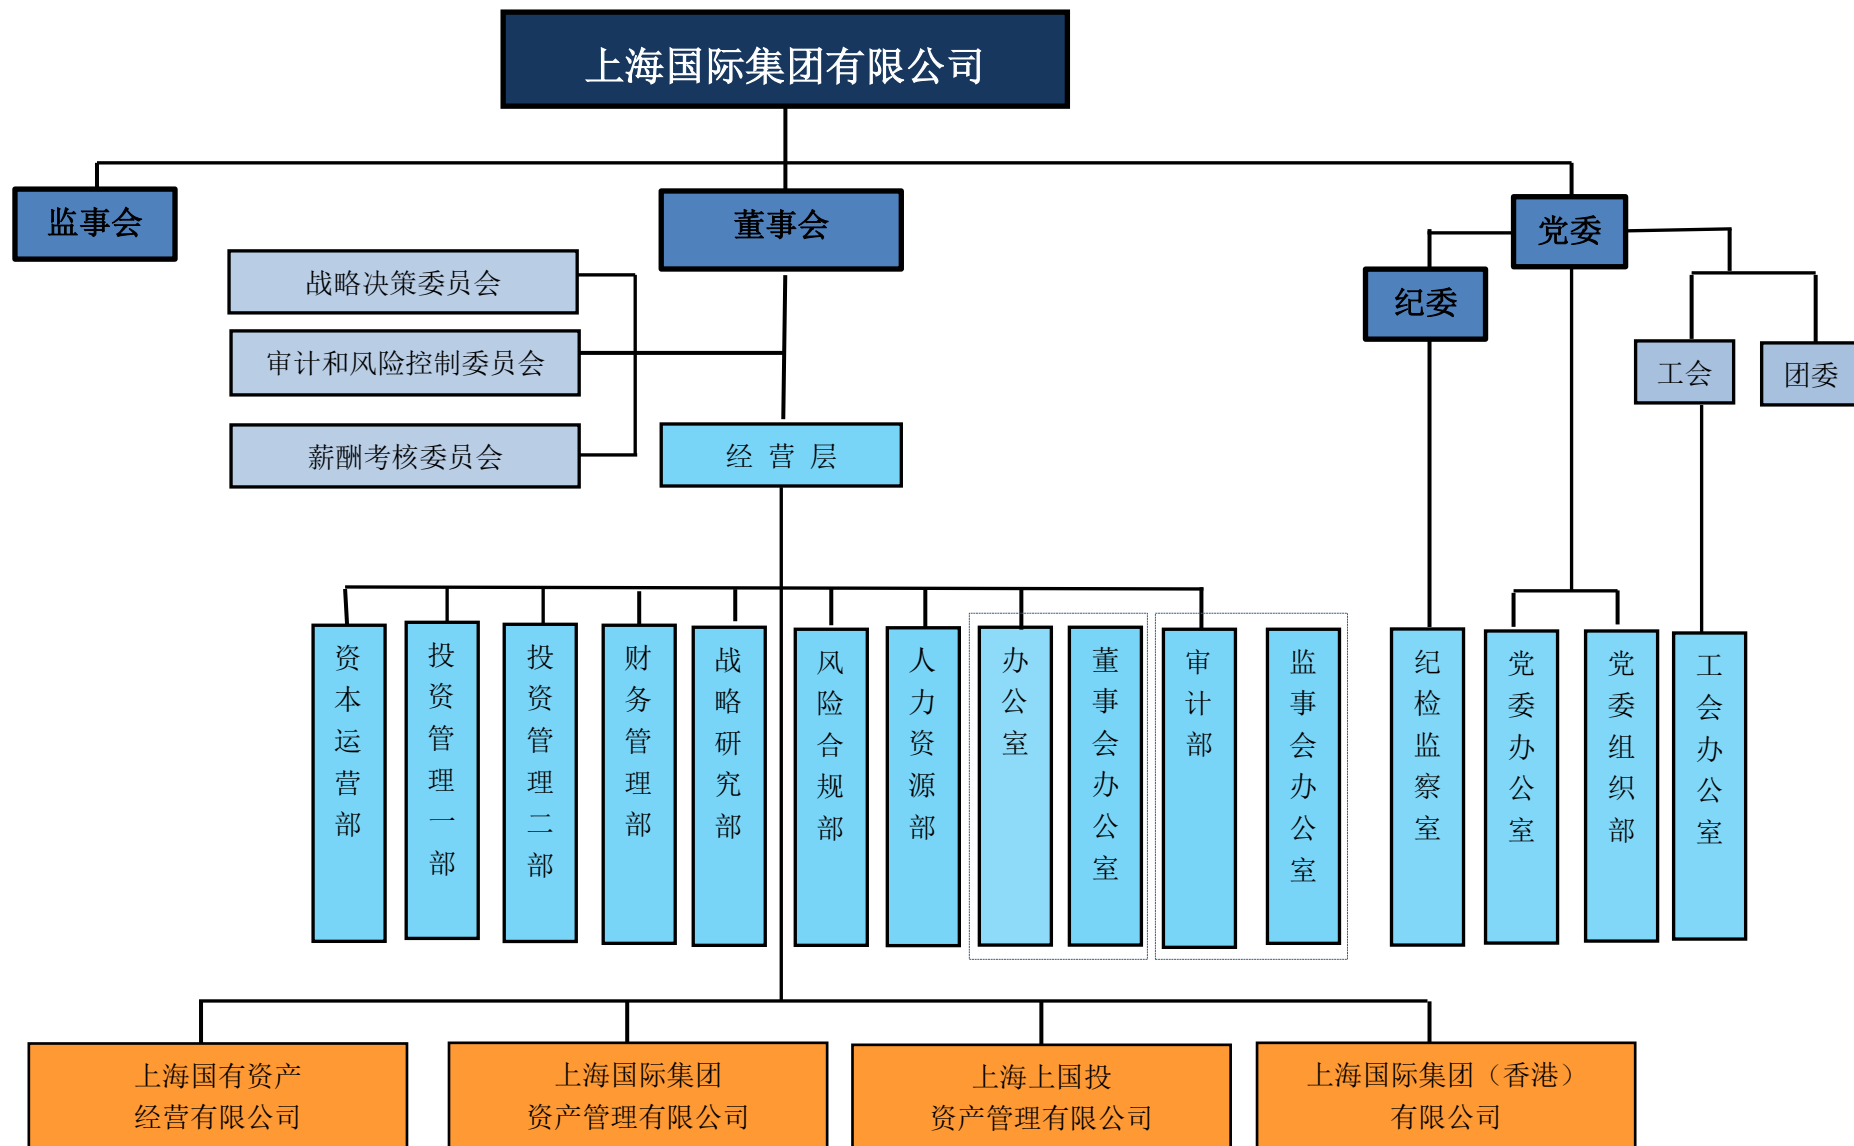 上海国际集团有限公司
监事会
董事会
党委
纪委
战略决策委员会
审计和风险控制委员会
薪酬考核委员会
工会
团委
经 营 层
资本运营部
投资管理一部
投资管理二部
财务管理部
战略研究部
风险合规部
人力资源部
办公室
董事会办公室
审计部
监事会办公室
纪检监察室
党委办公室
党委组织部
工会办公室
上海国有资产
经营有限公司
上海国际集团
资产管理有限公司
上海上国投
资产管理有限公司
上海国际集团（香港）
有限公司